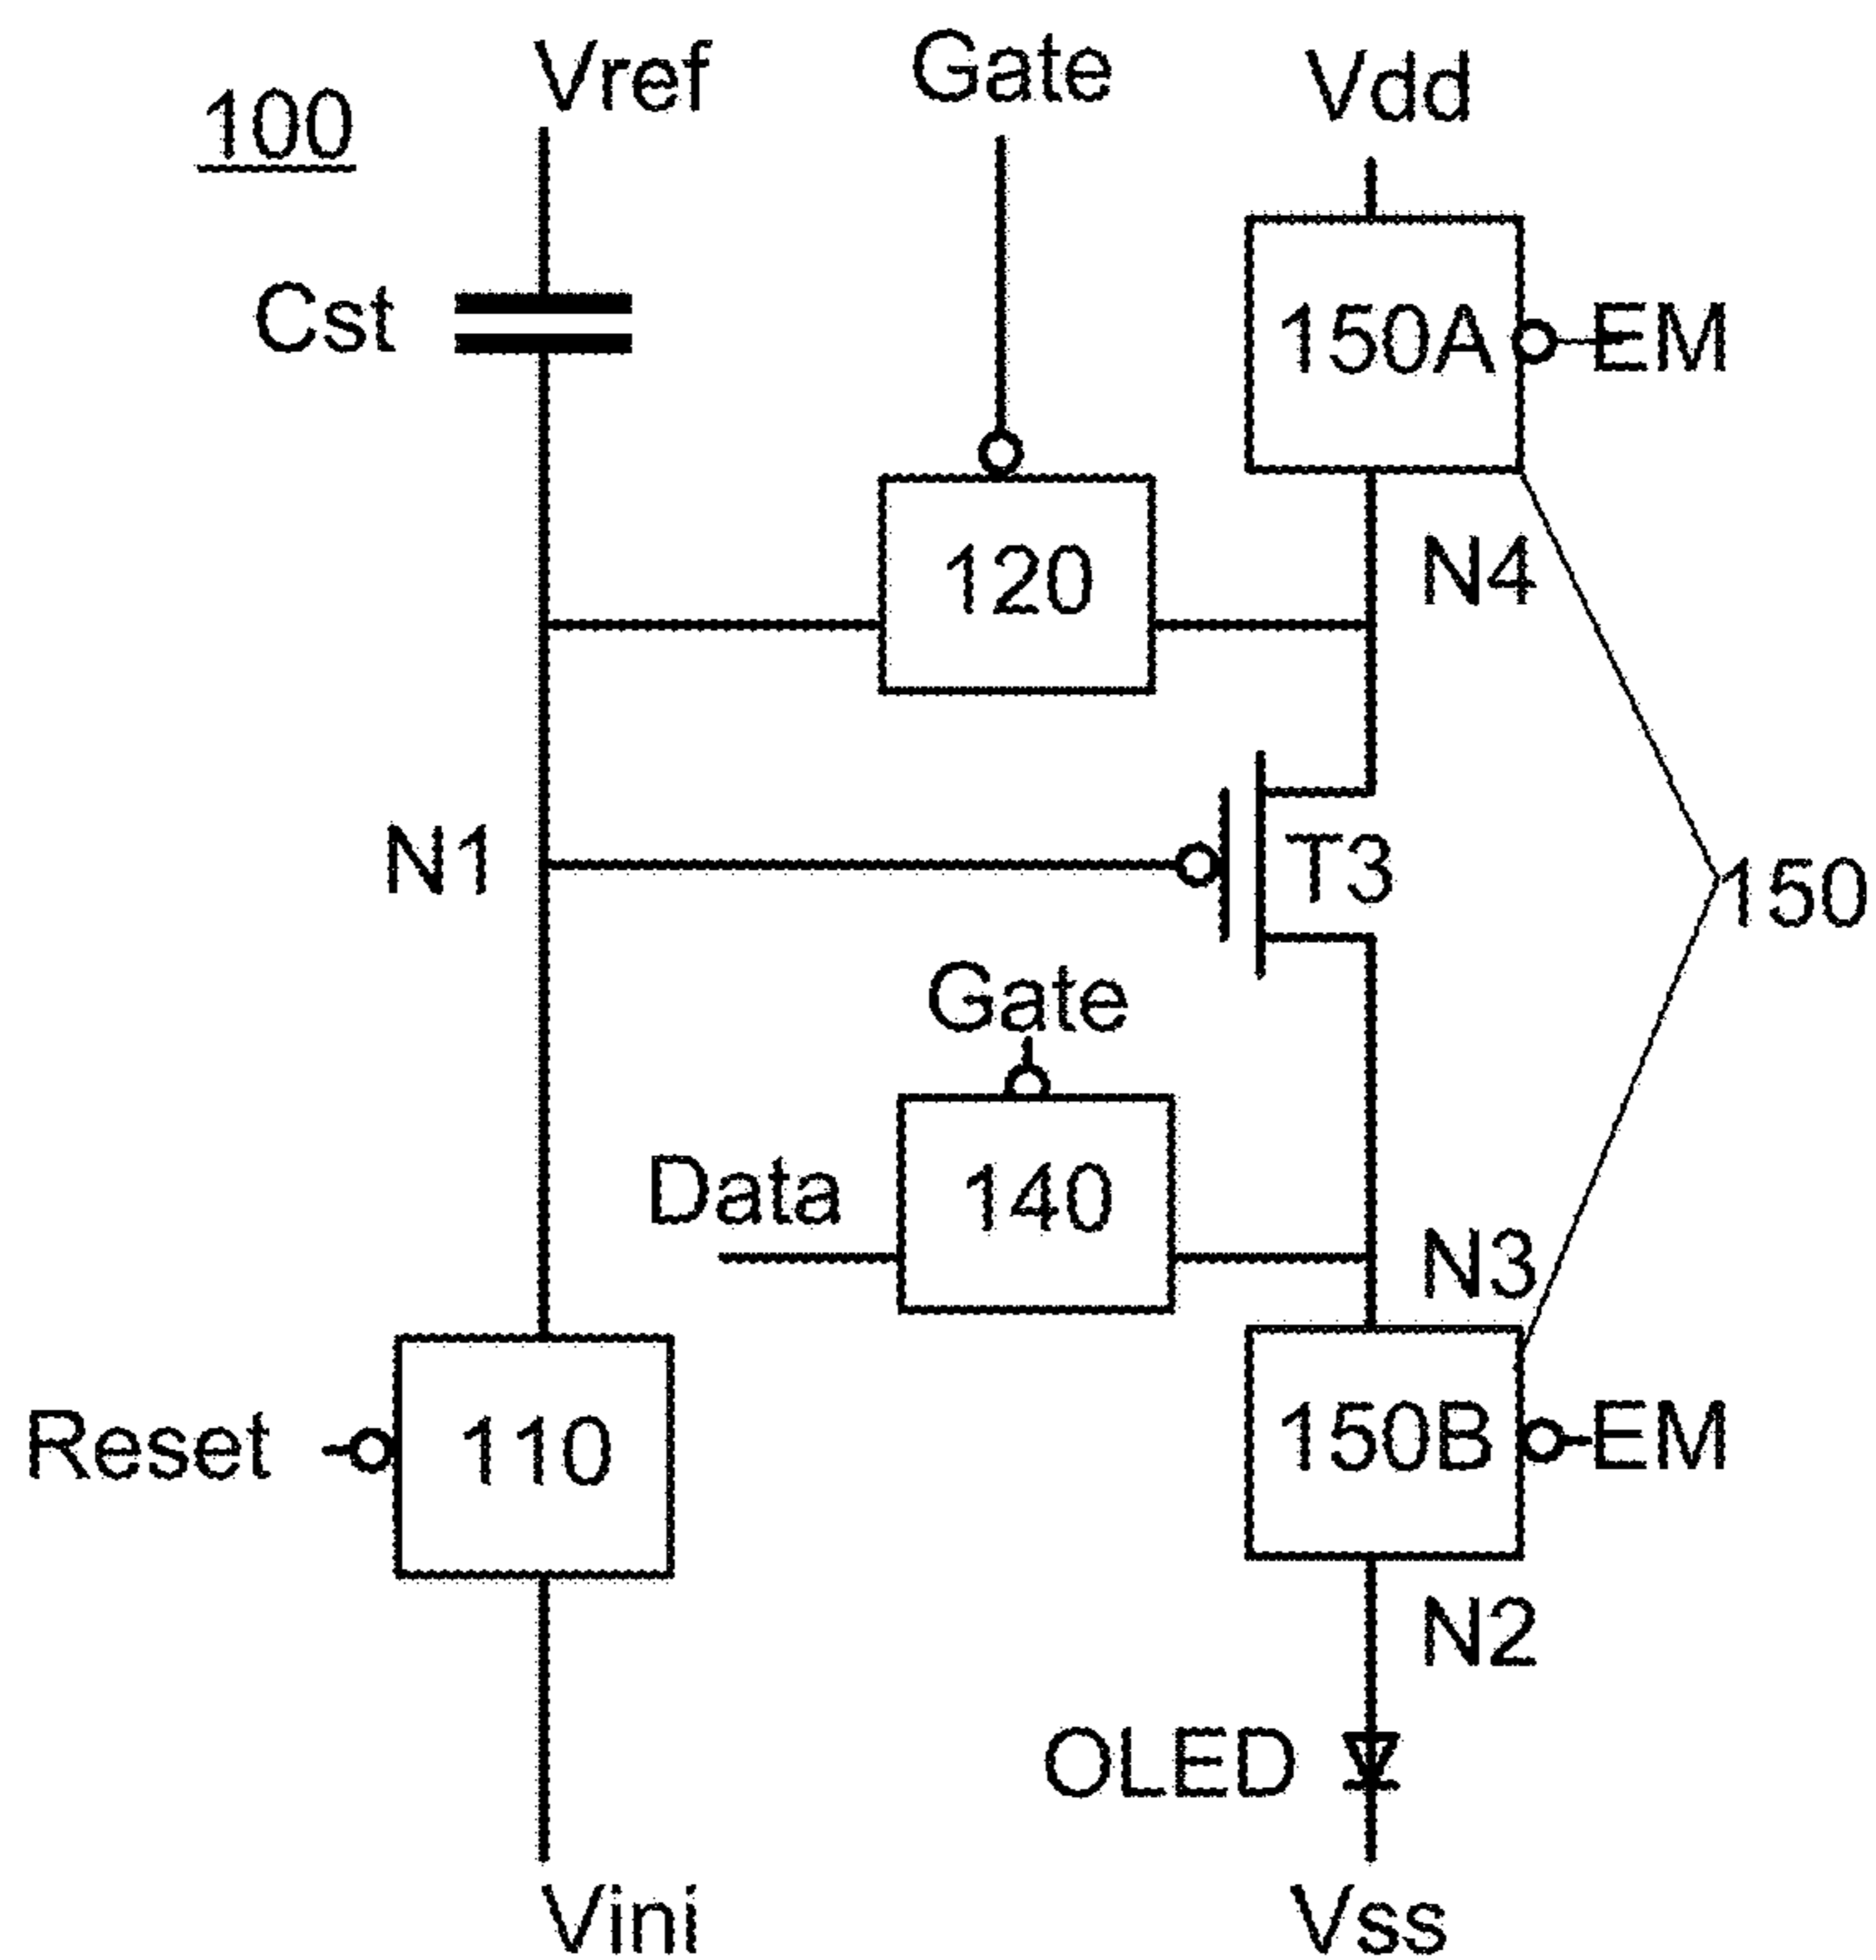 100
Vref
Gate
Vdd
Cst
150A
EM
120
N4
N1
T3
150
Gate
Data
140
N3
Reset
110
150B
EM
N2
OLED
Vini
Vss